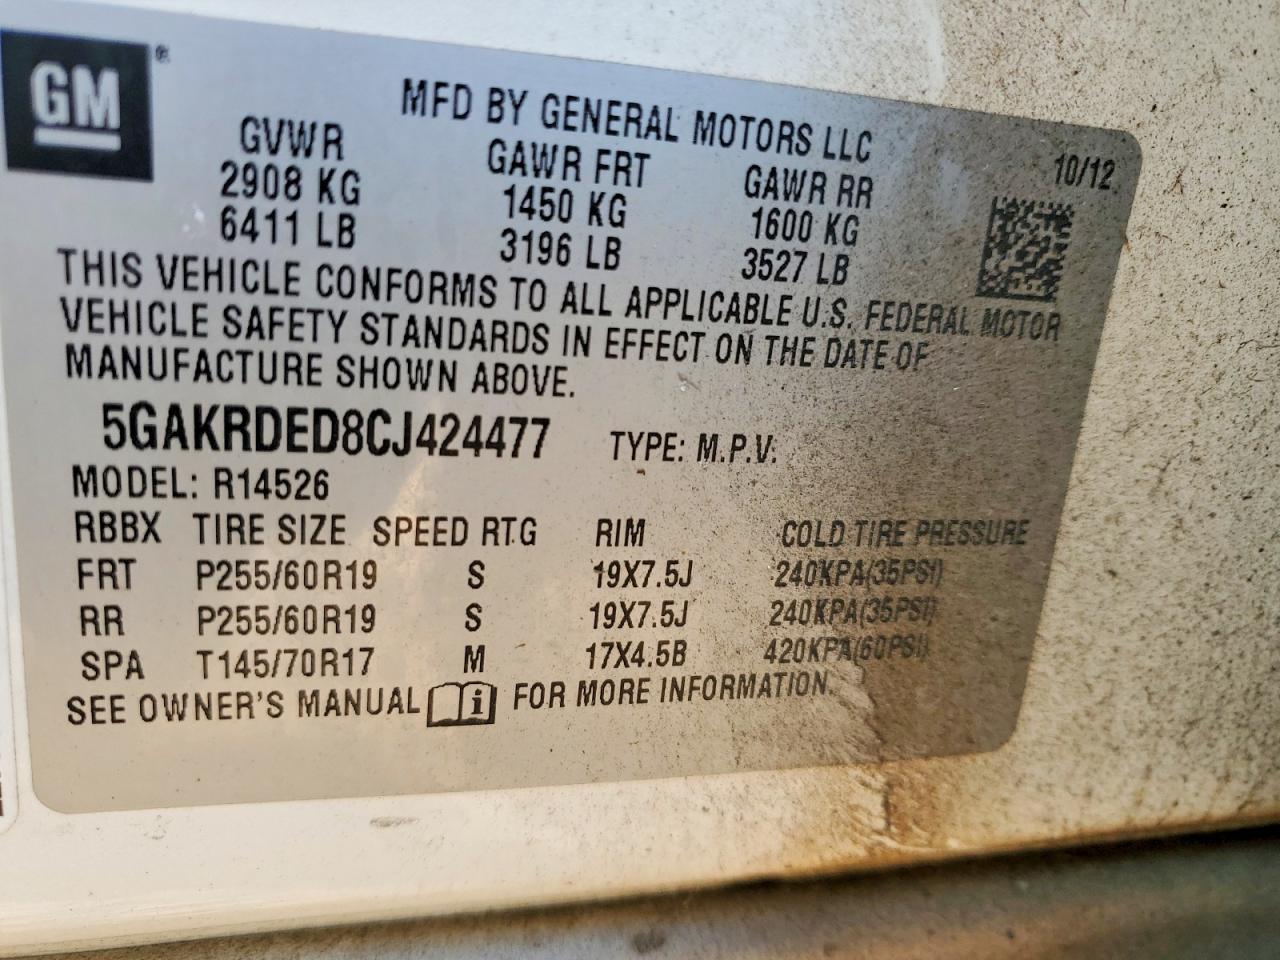 GM®
MFD BY GENERAL MOTORS LLC
10/12
GVWR GAWR FRT GAWR RR
2908 KG 1450 KG 1600 KG
6411 LB 3196 LB 3527 LB
THIS VEHICLE CONFORMS TO ALL APPLICABLE U.S. FEDERAL MOTOR
VEHICLE SAFETY STANDARDS IN EFFECT ON THE DATE OF
MANUFACTURE SHOWN ABOVE.
5GAKRDED8CJ424477 TYPE: M.P.V.
MODEL: R14526
RBBX TIRE SIZE SPEED RTG RIM COLD TIRE PRESSURE
FRT P255/60R19 S 19X7.5J 240KPA(35PSI)
RR P255/60R19 S 19X7.5J 240KPA(35PSI)
SPA T145/70R17 M 17X4.5B 420KPA(60PSI)
SEE OWNER'S MANUAL i FOR MORE INFORMATION.